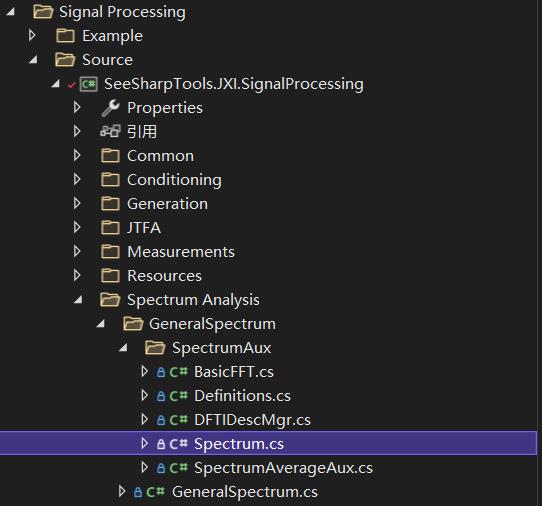 Signal Processing
Example
Source
C# SeeSharpTools.JXI.SignalProcessing
Properties
引用
Common
Conditioning
Generation
JTFA
Measurements
Resources
Spectrum Analysis
GeneralSpectrum
SpectrumAux
C# BasicFFT.cs
C# Definitions.cs
C# DFTIDescMgr.cs
C# Spectrum.cs
C# SpectrumAverageAux.cs
C# GeneralSpectrum.cs